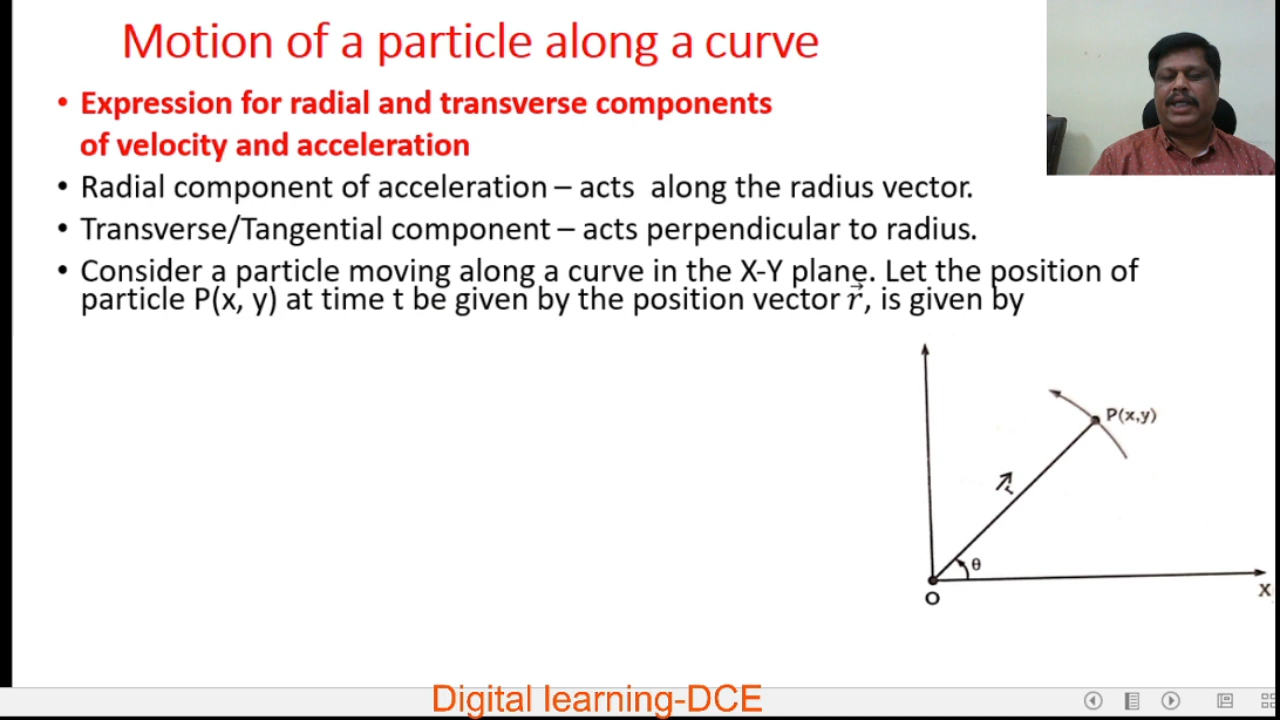 Motion of a particle along a curve
• Expression for radial and transverse components
of velocity and acceleration
• Radial component of acceleration – acts along the radius vector.
• Transverse/Tangential component – acts perpendicular to radius.
• Consider a particle moving along a curve in the X-Y plane. Let the position of
particle P(x, y) at time t be given by the position vector r⃗, is given by
P(x,y)
r⃗
θ
O
X
Digital learning-DCE